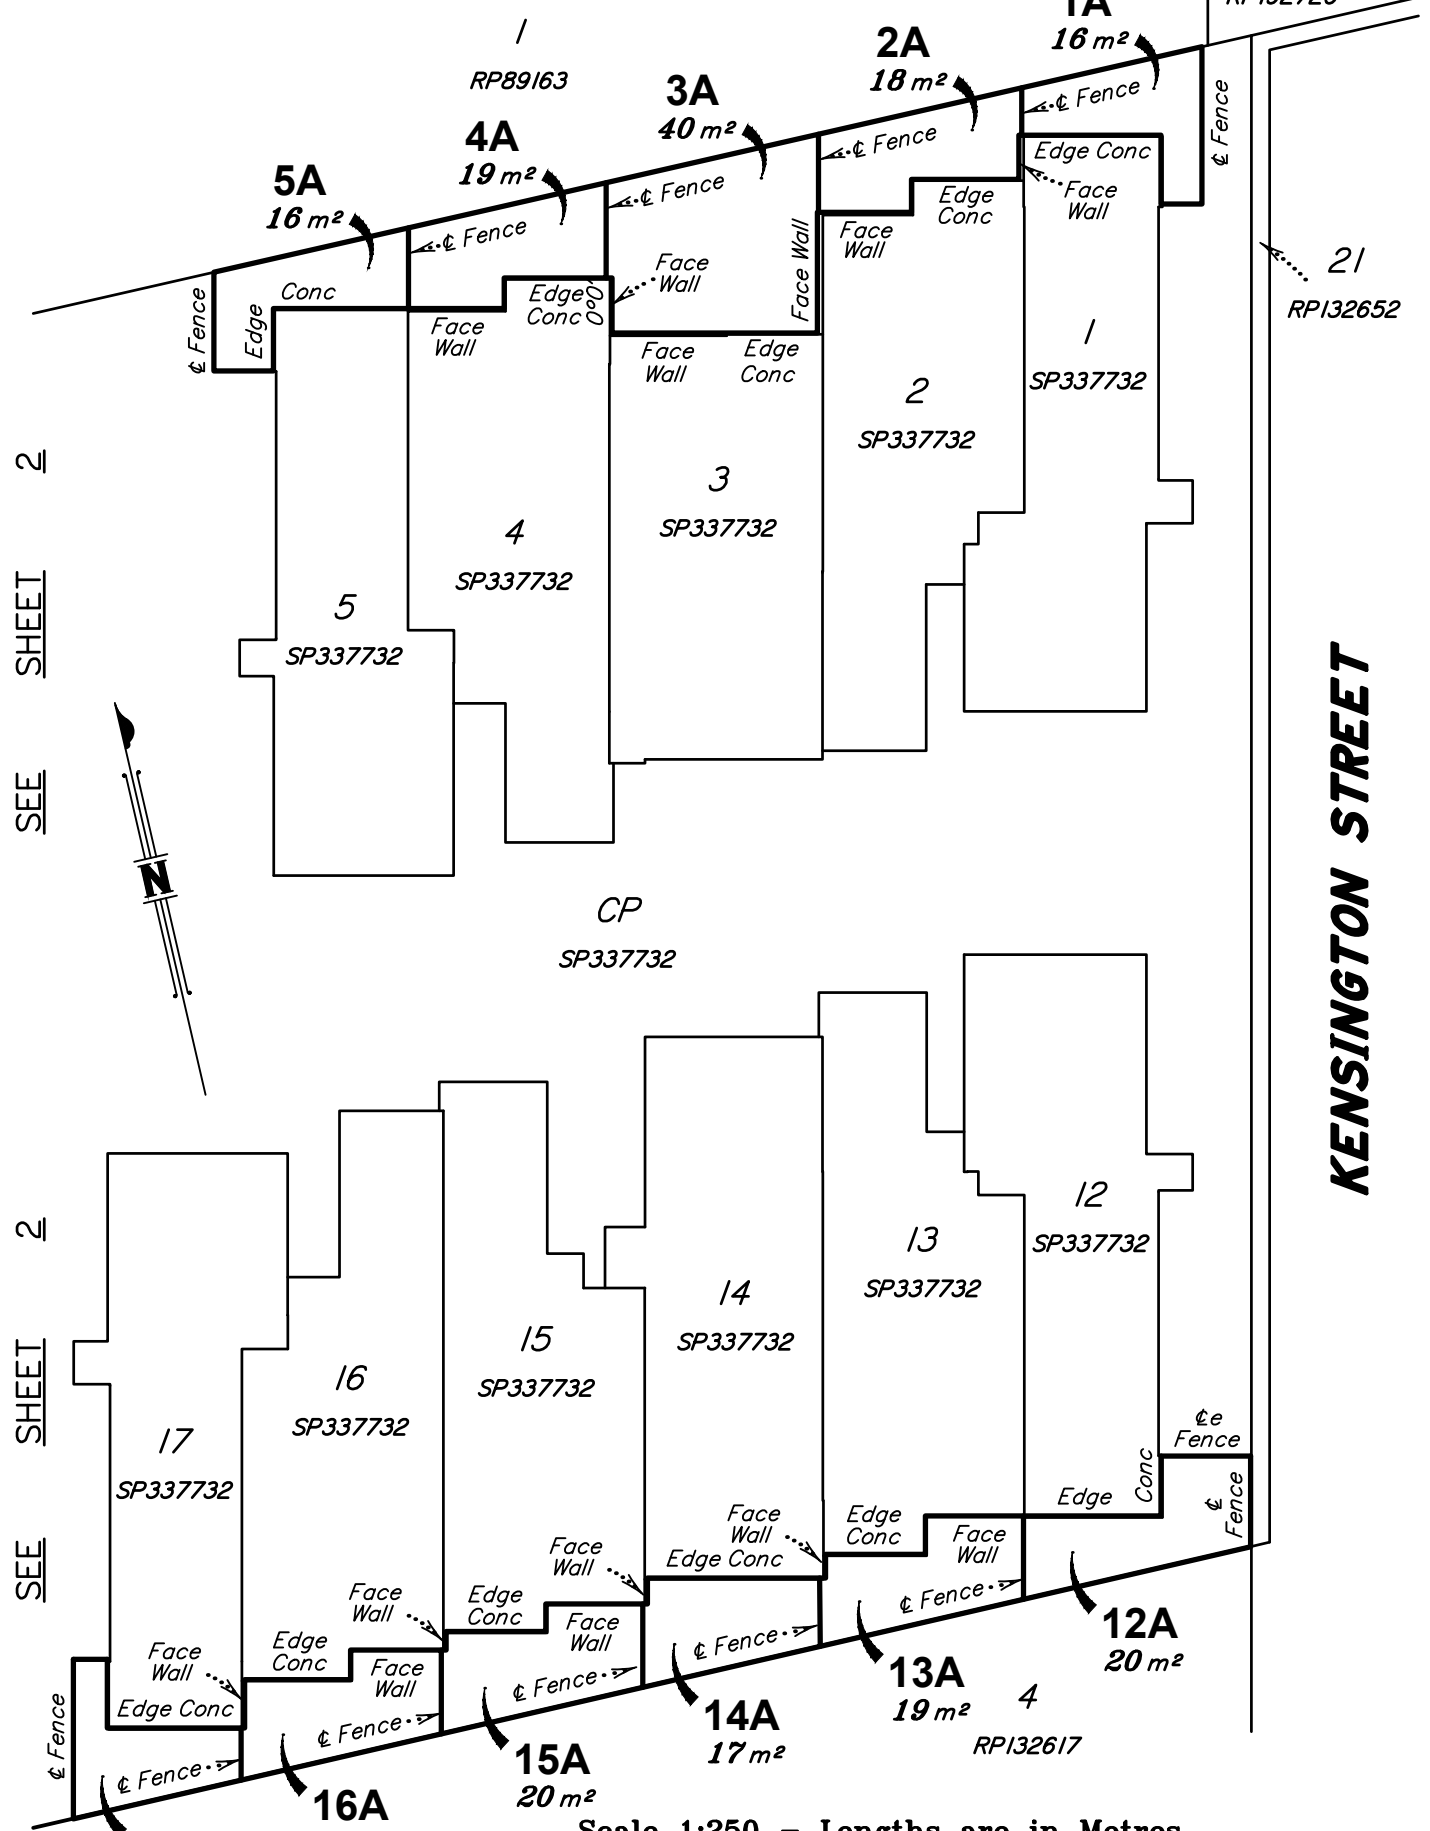 1A
16 m²
RP132720
1
RP89163
2A
18 m²
3A
40 m²
4A
19 m²
5A
16 m²
℄ Fence
℄ Fence
℄ Fence
℄ Fence
℄ Fence
℄ Fence
Edge Conc
Face
Wall
Edge
Conc
Face
Wall
Face Wall
Face
Wall
Edge
Conc
Face
Wall
Face
Wall
Edge
Conc
Conc
Edge
21
RP132652
1
SP337732
2
SP337732
3
SP337732
4
SP337732
5
SP337732
SEE SHEET 2
N
CP
SP337732
KENSINGTON STREET
12
SP337732
13
SP337732
14
SP337732
15
SP337732
16
SP337732
17
SP337732
SEE SHEET 2
℄e
Fence
℄
Fence
Conc
Edge
Face
Wall
Edge
Conc
Face
Wall
Edge Conc
Face
Wall
Face
Wall
Edge
Conc
Face
Wall
Face
Wall
Edge
Conc
Face
Wall
Edge Conc
℄ Fence
℄ Fence
℄ Fence
℄ Fence
℄ Fence
℄ Fence
12A
20 m²
13A
19 m²
14A
17 m²
15A
20 m²
16A
4
RP132617
Scale 1:250 – Lengths are in Metres